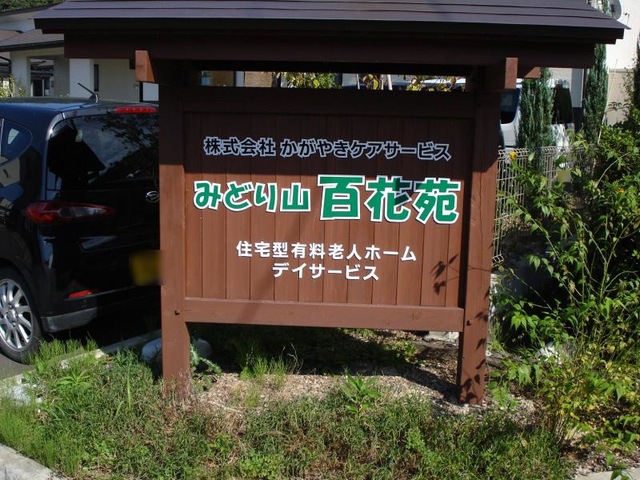 株式会社 かがやきケアサービス
みどり山 百花苑
住宅型有料老人ホーム
デイサービス